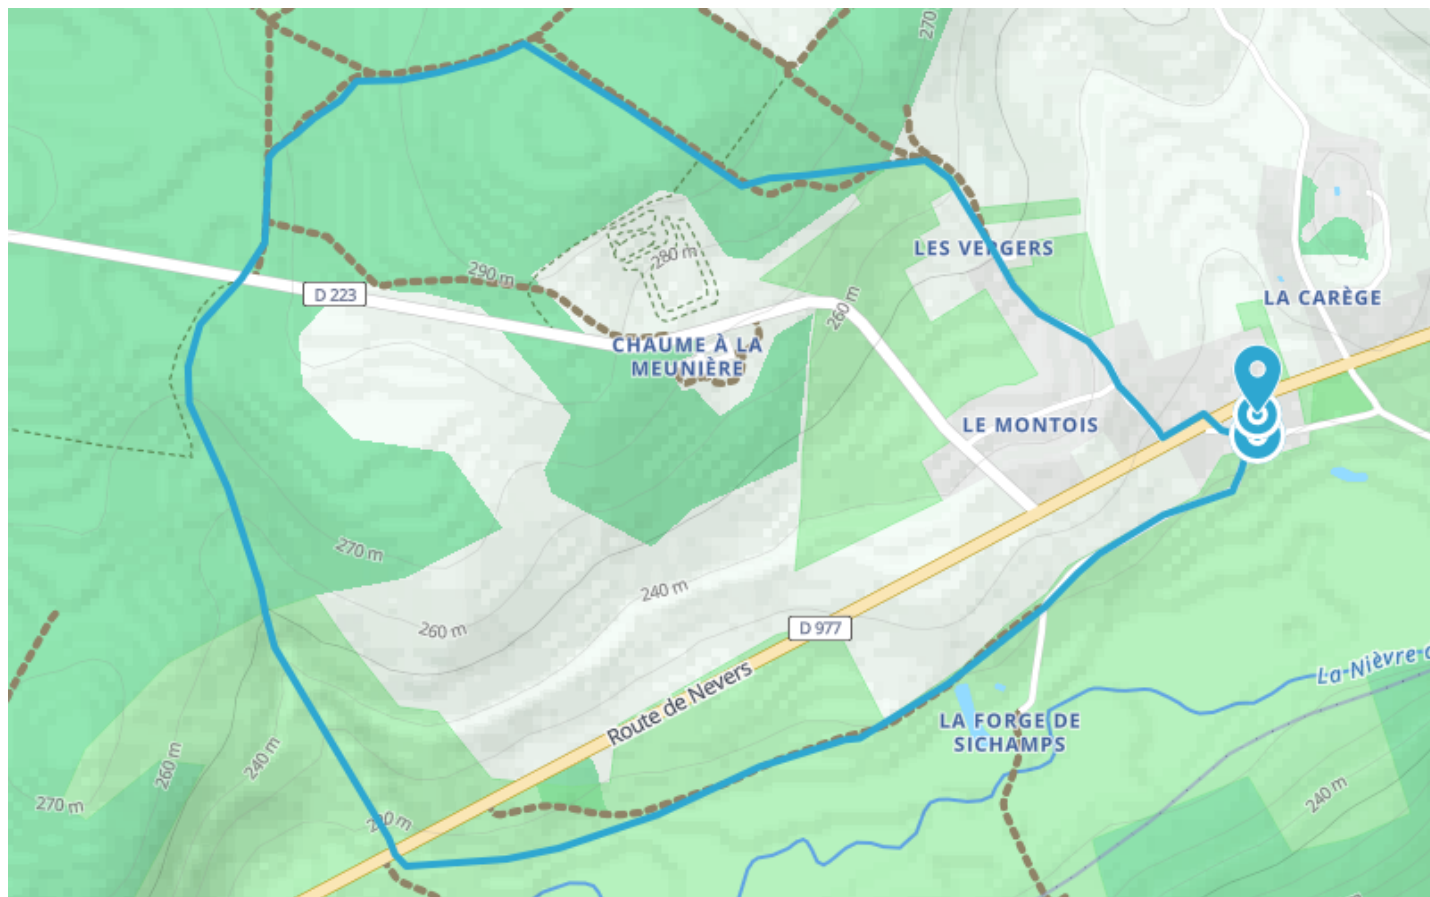 270
LES VERGERS
280 m
290 m
D 223
260 m
LA CARÈGE
CHAUME À LA
MEUNIÈRE
LE MONTOIS
270 m
240 m
260 m
D 977
Route de Nevers
La Nièvre d
LA FORGE DE
SICHAMPS
260 m
240 m
270 m
240 m